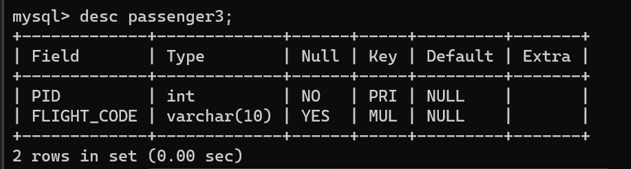 mysql> desc passenger3;
+-------------+-------------+------+-----+---------+-------+
| Field       | Type        | Null | Key | Default | Extra |
+-------------+-------------+------+-----+---------+-------+
| PID         | int         | NO   | PRI | NULL    |       |
| FLIGHT_CODE | varchar(10) | YES  | MUL | NULL    |       |
+-------------+-------------+------+-----+---------+-------+
2 rows in set (0.00 sec)